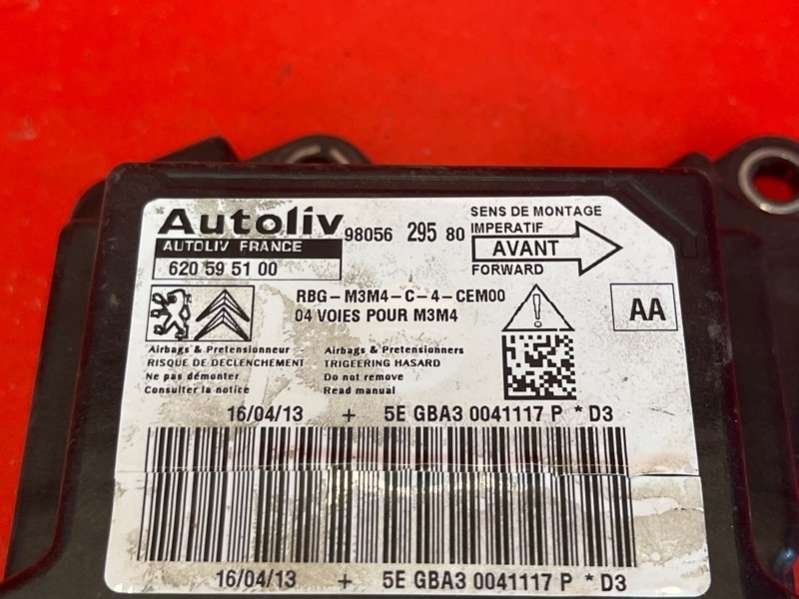 Autoliv
AUTOLIV FRANCE
620 59 51 00
98056 295 80
SENS DE MONTAGE
IMPERATIF
AVANT
FORWARD
RBG-M3M4-C-4-CEM00
04 VOIES POUR M3M4
AA
Airbags & Pretensionneur
RISQUE DE DECLENCHEMENT
Ne pas démonter
Consulter la notice
Airbags & Pretensionners
TRIGEERING HASARD
Do not remove
Read manual
16/04/13 + 5E GBA3 0041117 P * D3
16/04/13 + 5E GBA3 0041117 P * D3